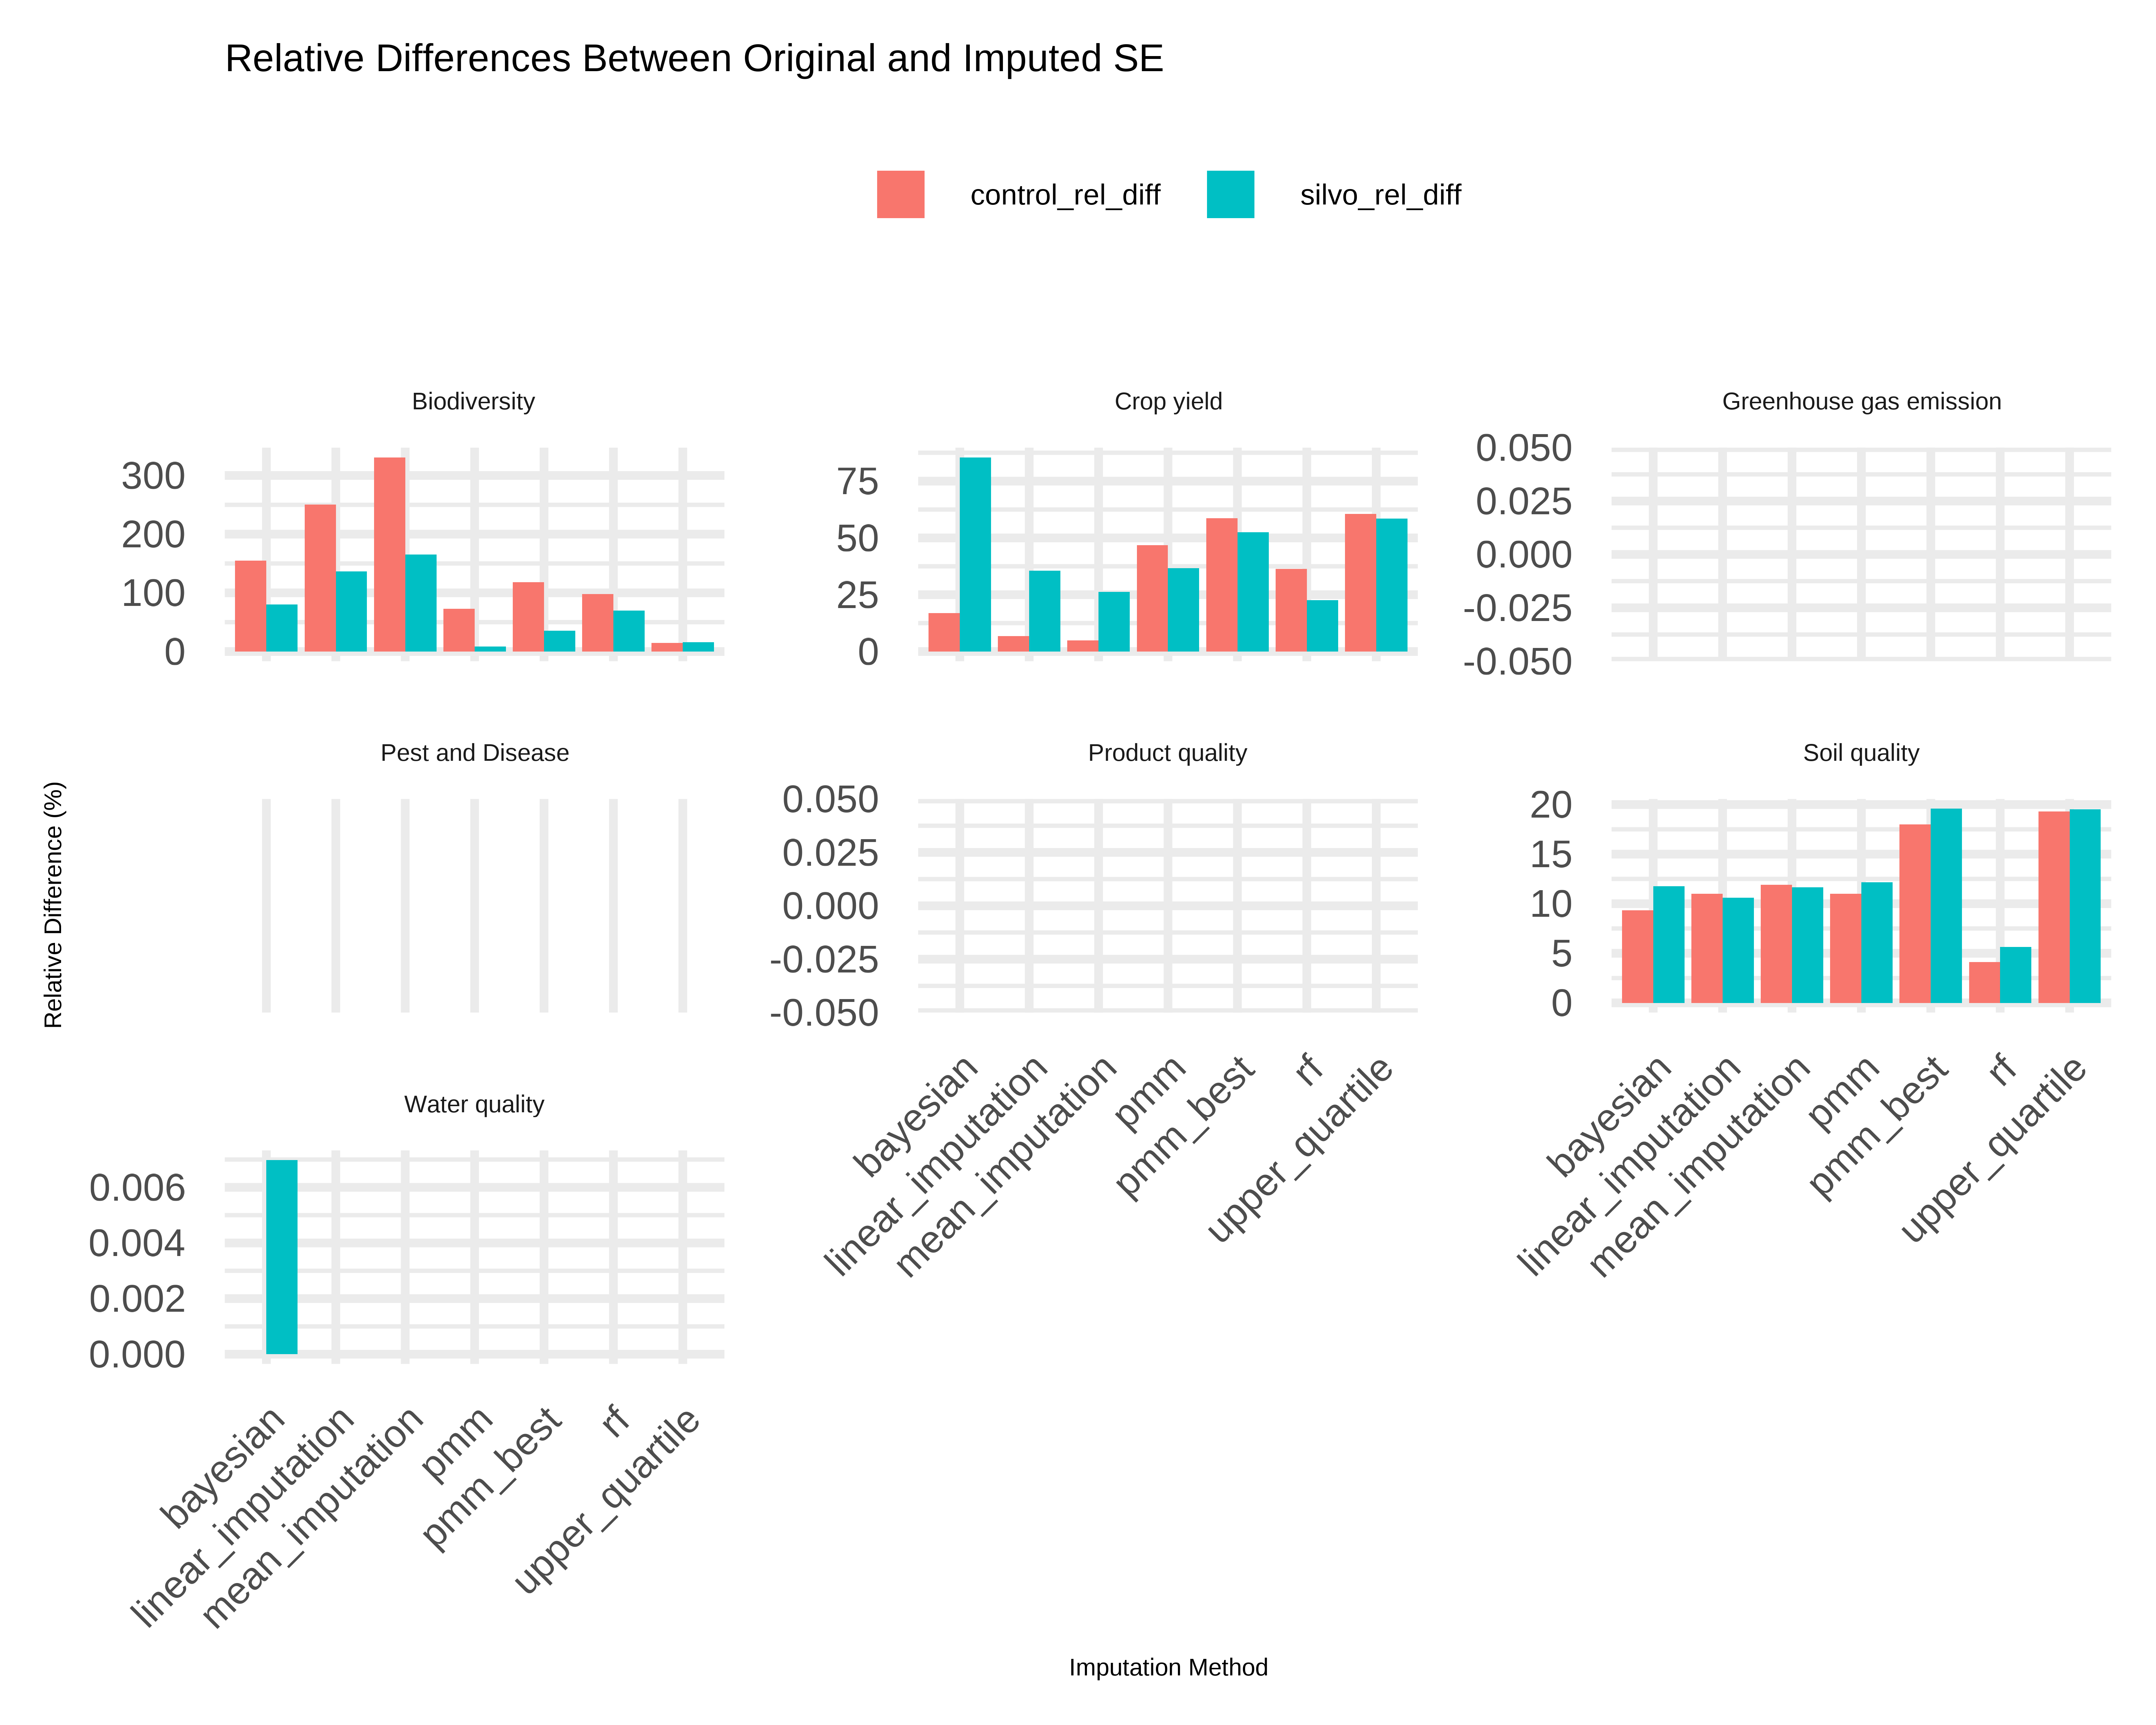 Relative Differences Between Original and Imputed SE
control_rel_diff silvo_rel_diff
Biodiversity
300
200
100
0
Crop yield
75
50
25
0
Greenhouse gas emission
0.050
0.025
0.000
-0.025
-0.050
Relative Difference (%)
Pest and Disease
Product quality
0.050
0.025
0.000
-0.025
-0.050
bayesian
linear_imputation
mean_imputation
pmm
pmm_best
rf
upper_quartile
Soil quality
20
15
10
5
0
bayesian
linear_imputation
mean_imputation
pmm
pmm_best
rf
upper_quartile
Water quality
0.006
0.004
0.002
0.000
bayesian
linear_imputation
mean_imputation
pmm
pmm_best
rf
upper_quartile
Imputation Method